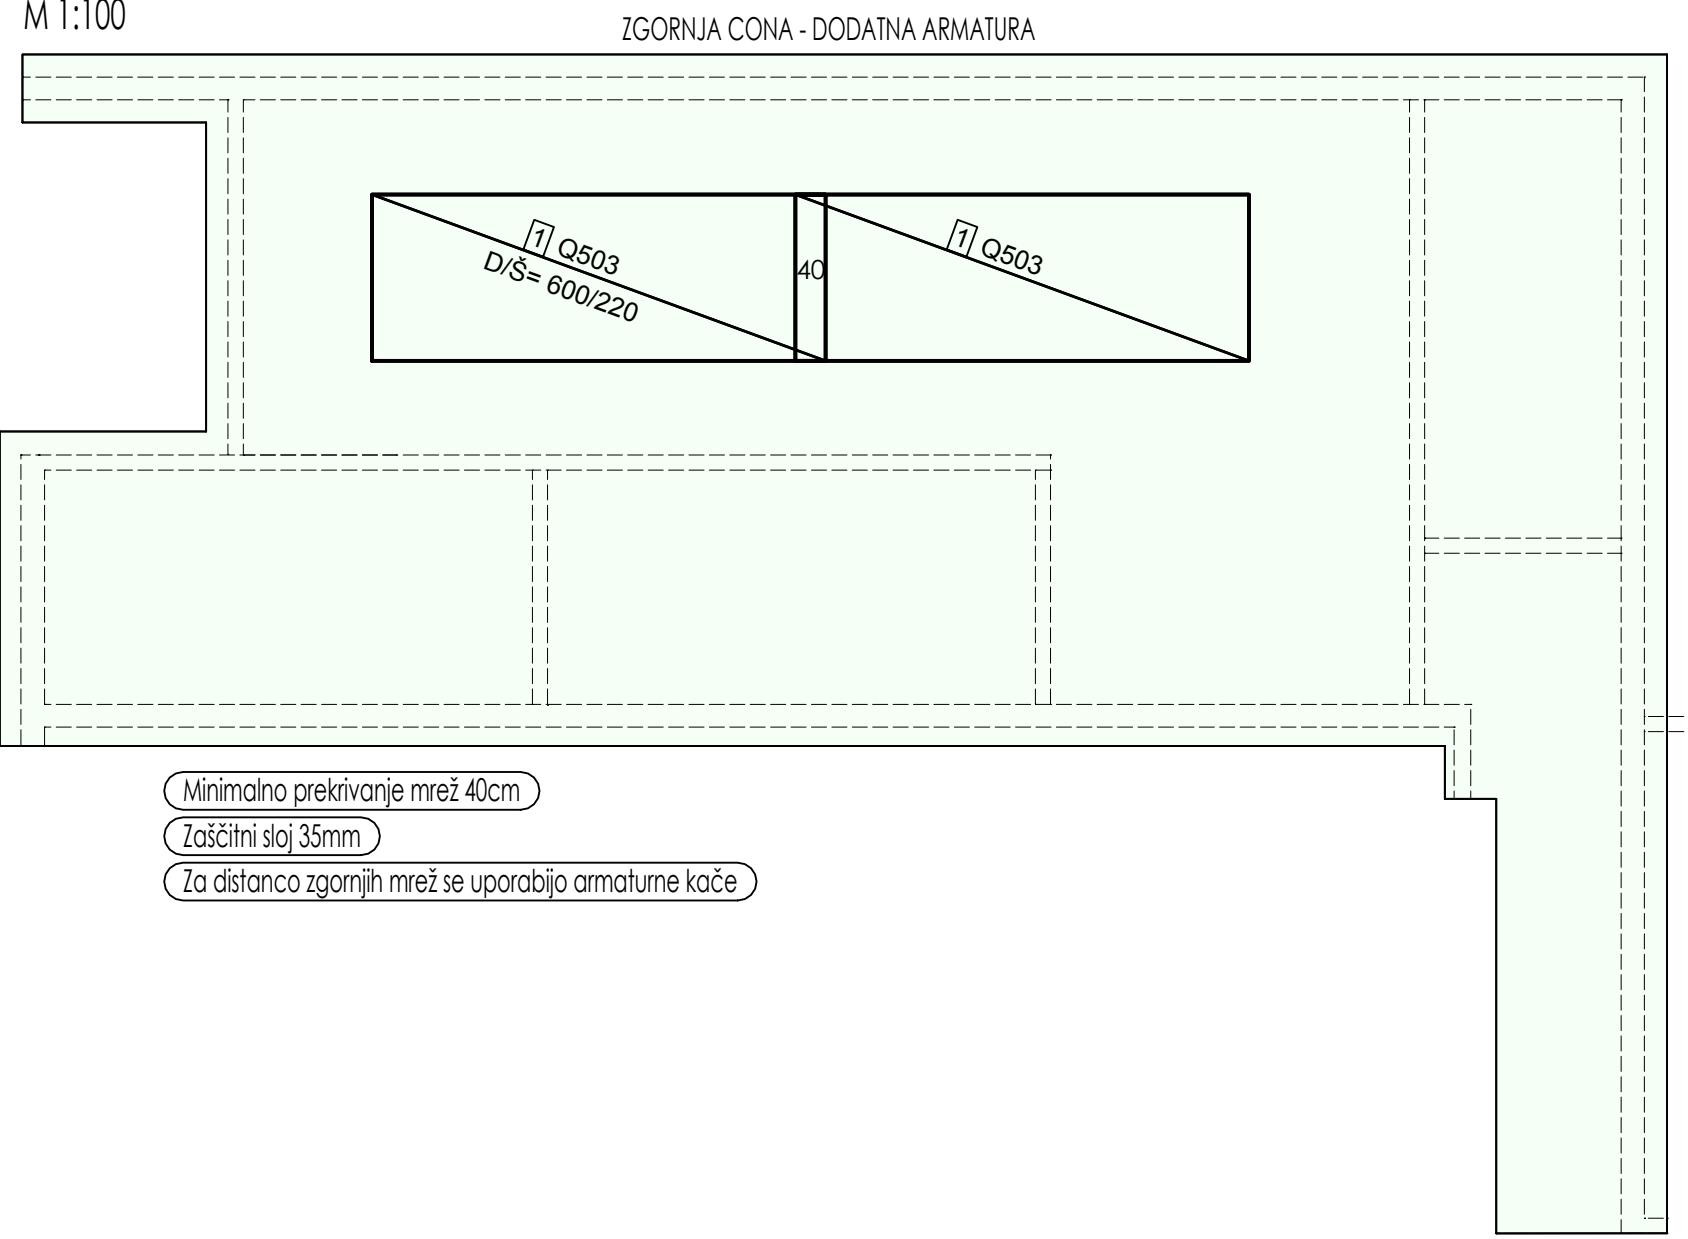 M 1:100
ZGORNJA CONA - DODATNA ARMATURA
1 Q503
D/Š= 600/220
40
1 Q503
Minimalno prekrivanje mrež 40cm
Zaščitni sloj 35mm
Za distanco zgornjih mrež se uporabijo armaturne kače